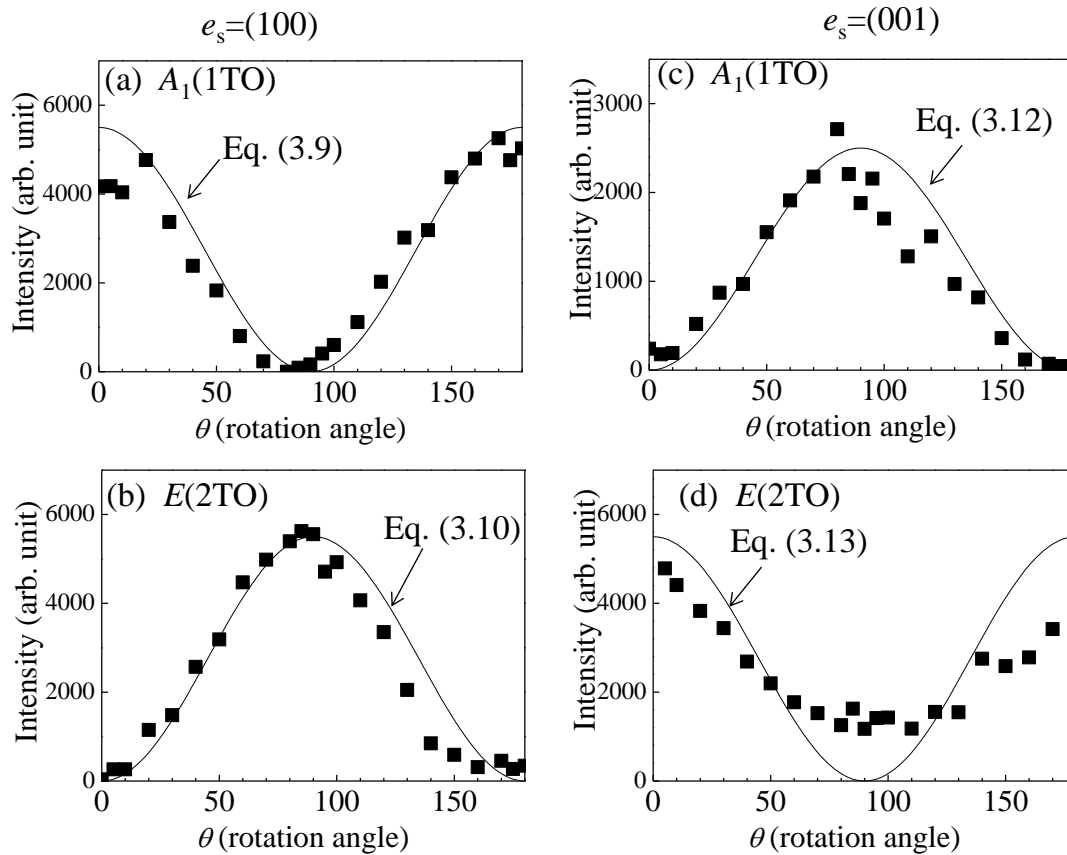 e_s=(100)
(a) A_1(1TO)
Eq. (3.9)
Intensity (arb. unit)
6000
4000
2000
0
0 50 100 150
θ (rotation angle)
e_s=(001)
(c) A_1(1TO)
Eq. (3.12)
Intensity (arb. unit)
3000
2000
1000
0
0 50 100 150
θ (rotation angle)
(b) E(2TO)
Eq. (3.10)
Intensity (arb. unit)
6000
4000
2000
0
0 50 100 150
θ (rotation angle)
(d) E(2TO)
Eq. (3.13)
Intensity (arb. unit)
6000
4000
2000
0
0 50 100 150
θ (rotation angle)